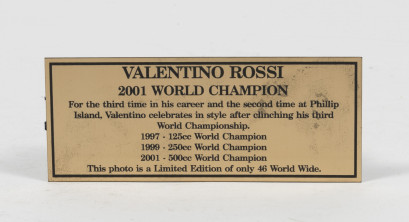 VALENTINO ROSSI
2001 WORLD CHAMPION
For the third time in his career and the second time at Phillip
Island, Valentino celebrates in style after clinching his third
World Championship.
1997 - 125cc World Champion
1999 - 250cc World Champion
2001 - 500cc World Champion
This photo is a Limited Edition of only 46 World Wide.